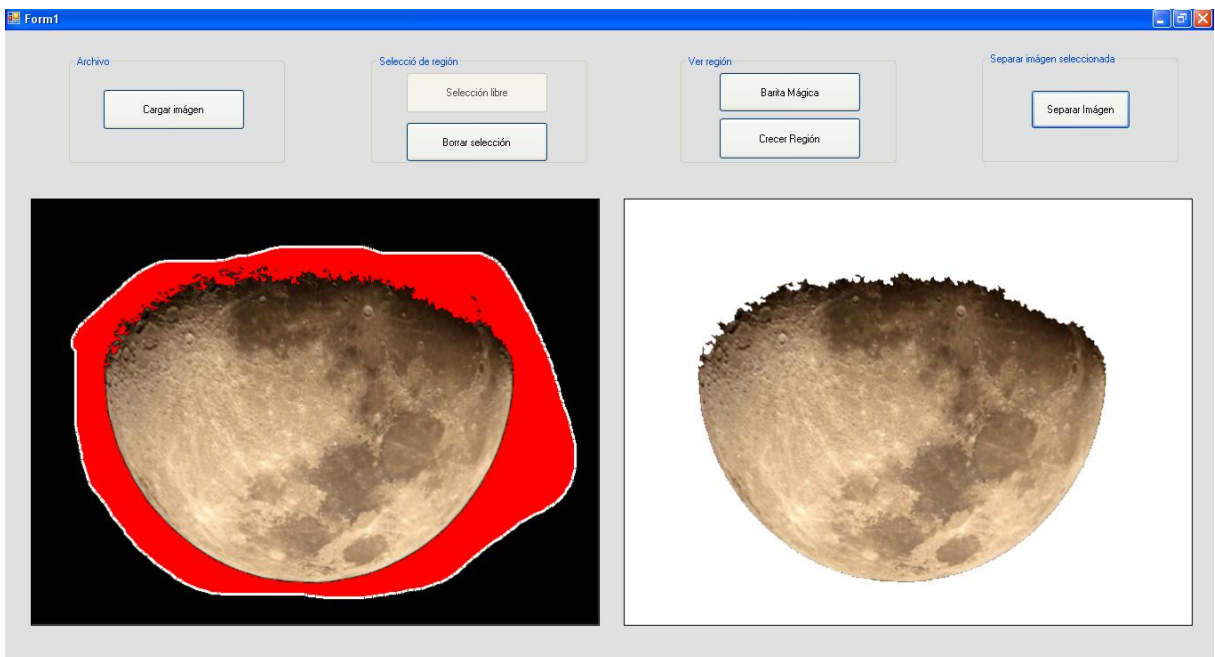 Form1
Archivo
Cargar imágen
Selecció de región
Selección libre
Borrar selección
Ver región
Barita Mágica
Crecer Región
Separar imágen seleccionada
Separar Imágen